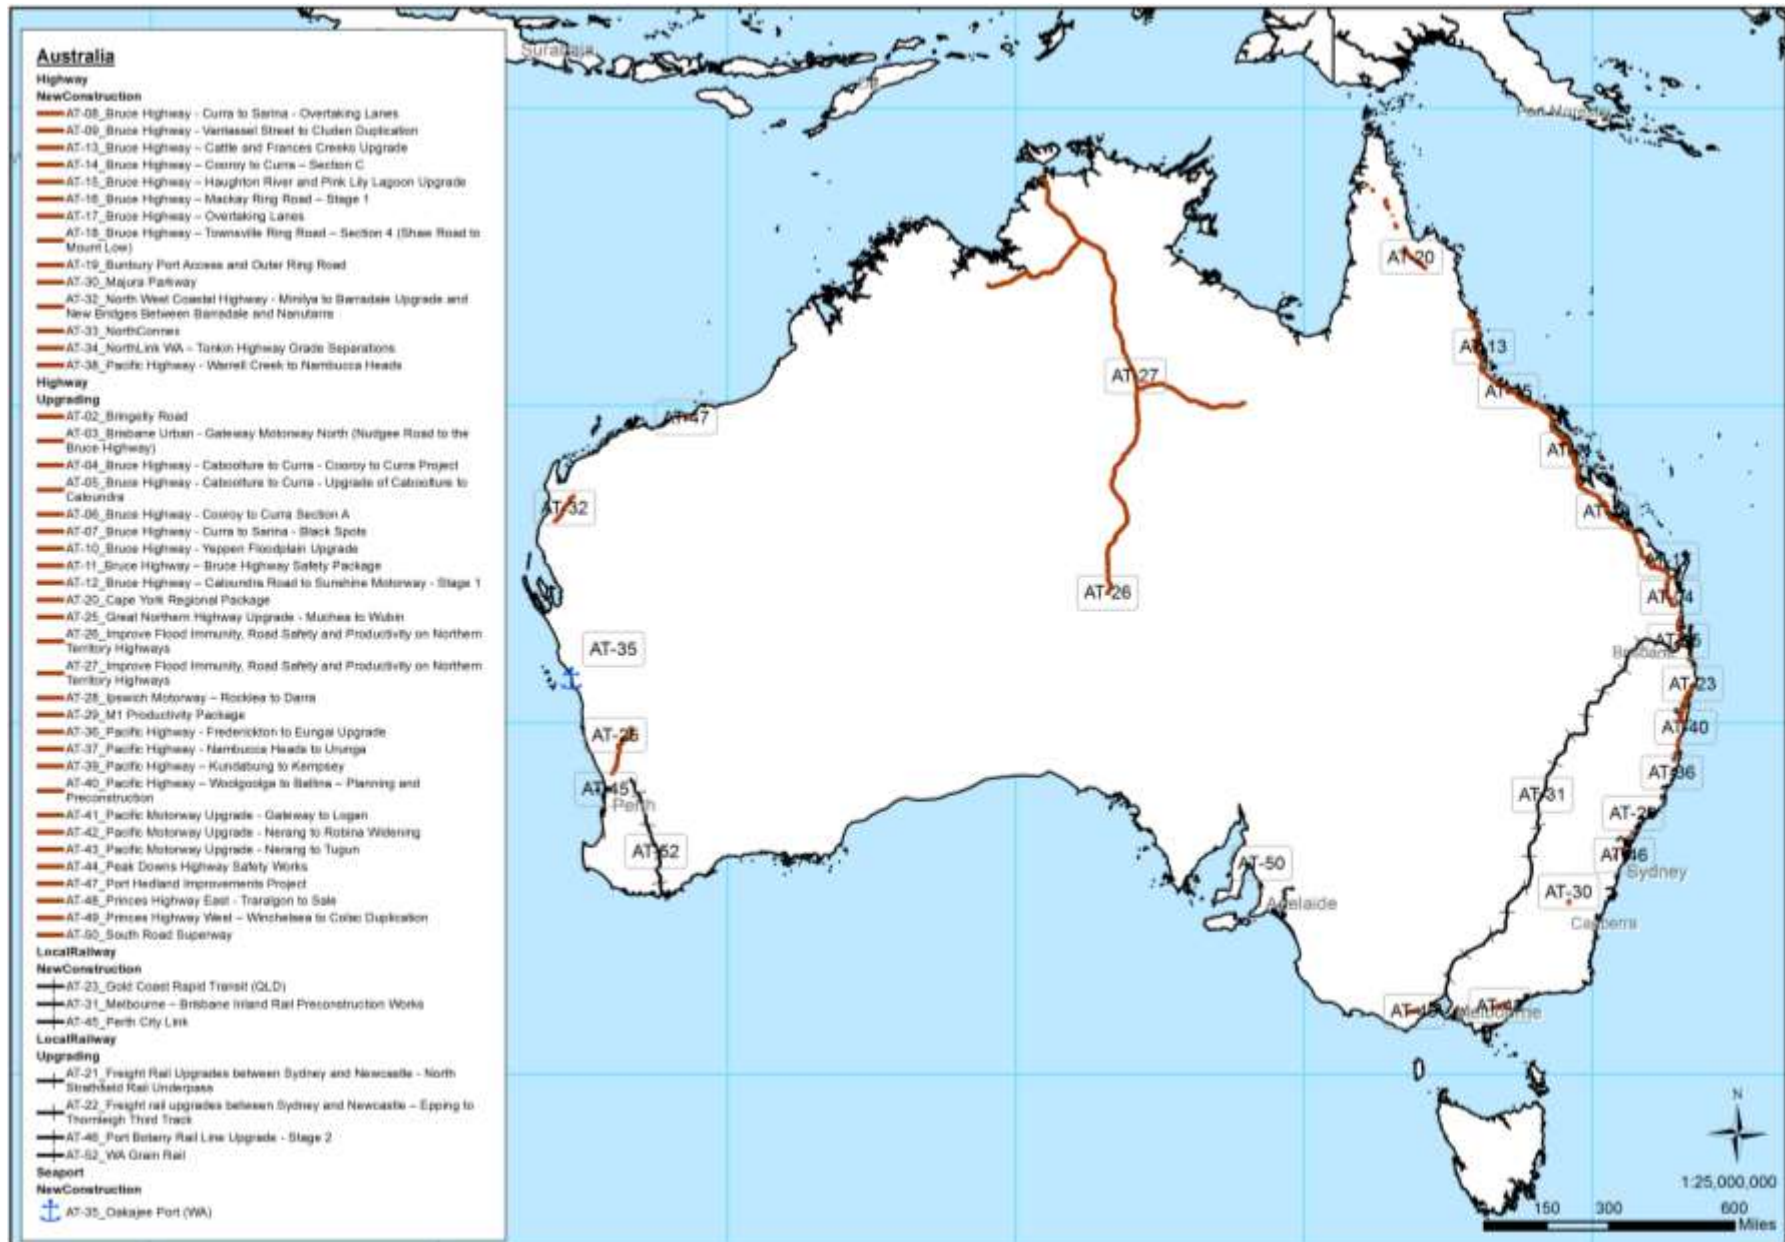 Australia
Highway
NewConstruction
AT-08_Bruce Highway - Curra to Sarina - Overtaking Lanes
AT-09_Bruce Highway - Vantassel Street to Cluden Duplication
AT-13_Bruce Highway – Cattle and Frances Creeks Upgrade
AT-14_Bruce Highway – Cooroy to Curra – Section C
AT-15_Bruce Highway – Haughton River and Pink Lily Lagoon Upgrade
AT-16_Bruce Highway – Mackay Ring Road – Stage 1
AT-17_Bruce Highway – Overtaking Lanes
AT-18_Bruce Highway – Townsville Ring Road – Section 4 (Shaw Road to
Mount Low)
AT-19_Bunbury Port Access and Outer Ring Road
AT-30_Majura Parkway
AT-32_North West Coastal Highway - Minilya to Barradale Upgrade and
New Bridges Between Barradale and Nanutarra
AT-33_NorthConnex
AT-34_NorthLink WA – Tonkin Highway Grade Separations
AT-38_Pacific Highway - Warrell Creek to Nambucca Heads
Highway
Upgrading
AT-02_Bringelly Road
AT-03_Brisbane Urban - Gateway Motorway North (Nudgee Road to the
Bruce Highway)
AT-04_Bruce Highway - Caboolture to Curra - Cooroy to Curra Project
AT-05_Bruce Highway - Caboolture to Curra - Upgrade of Caboolture to
Caloundra
AT-06_Bruce Highway - Cooroy to Curra Section A
AT-07_Bruce Highway - Curra to Sarina - Black Spots
AT-10_Bruce Highway - Yeppen Floodplain Upgrade
AT-11_Bruce Highway – Bruce Highway Safety Package
AT-12_Bruce Highway – Caloundra Road to Sunshine Motorway - Stage 1
AT-20_Cape York Regional Package
AT-25_Great Northern Highway Upgrade - Muchea to Wubin
AT-26_Improve Flood Immunity, Road Safety and Productivity on Northern
Territory Highways
AT-27_Improve Flood Immunity, Road Safety and Productivity on Northern
Territory Highways
AT-28_Ipswich Motorway – Rocklea to Darra
AT-29_M1 Productivity Package
AT-36_Pacific Highway - Frederickton to Eungai Upgrade
AT-37_Pacific Highway - Nambucca Heads to Urunga
AT-39_Pacific Highway – Kundabung to Kempsey
AT-40_Pacific Highway – Woolgoolga to Ballina – Planning and
Preconstruction
AT-41_Pacific Motorway Upgrade - Gateway to Logan
AT-42_Pacific Motorway Upgrade - Nerang to Robina Widening
AT-43_Pacific Motorway Upgrade - Nerang to Tugun
AT-44_Peak Downs Highway Safety Works
AT-47_Port Hedland Improvements Project
AT-48_Princes Highway East - Traralgon to Sale
AT-49_Princes Highway West – Winchelsea to Colac Duplication
AT-50_South Road Superway
LocalRailway
NewConstruction
AT-23_Gold Coast Rapid Transit (QLD)
AT-31_Melbourne – Brisbane Inland Rail Preconstruction Works
AT-45_Perth City Link
LocalRailway
Upgrading
AT-21_Freight Rail Upgrades between Sydney and Newcastle - North
Strathfield Rail Underpass
AT-22_Freight rail upgrades between Sydney and Newcastle – Epping to
Thornleigh Third Track
AT-46_Port Botany Rail Line Upgrade - Stage 2
AT-52_WA Grain Rail
Seaport
NewConstruction
AT-35_Oakajee Port (WA)
Surabaja
Port Moresby
AT-20
AT-13
AT-27
AT-47
AT-32
AT-26
AT-35
Brisbane
AT-23
AT-40
AT-36
AT-45
Perth
AT-31
AT-52
AT-46
Sydney
AT-50
AT-30
Adelaide
Canberra
Melbourne
N
1:25,000,000
150 300 600
Miles